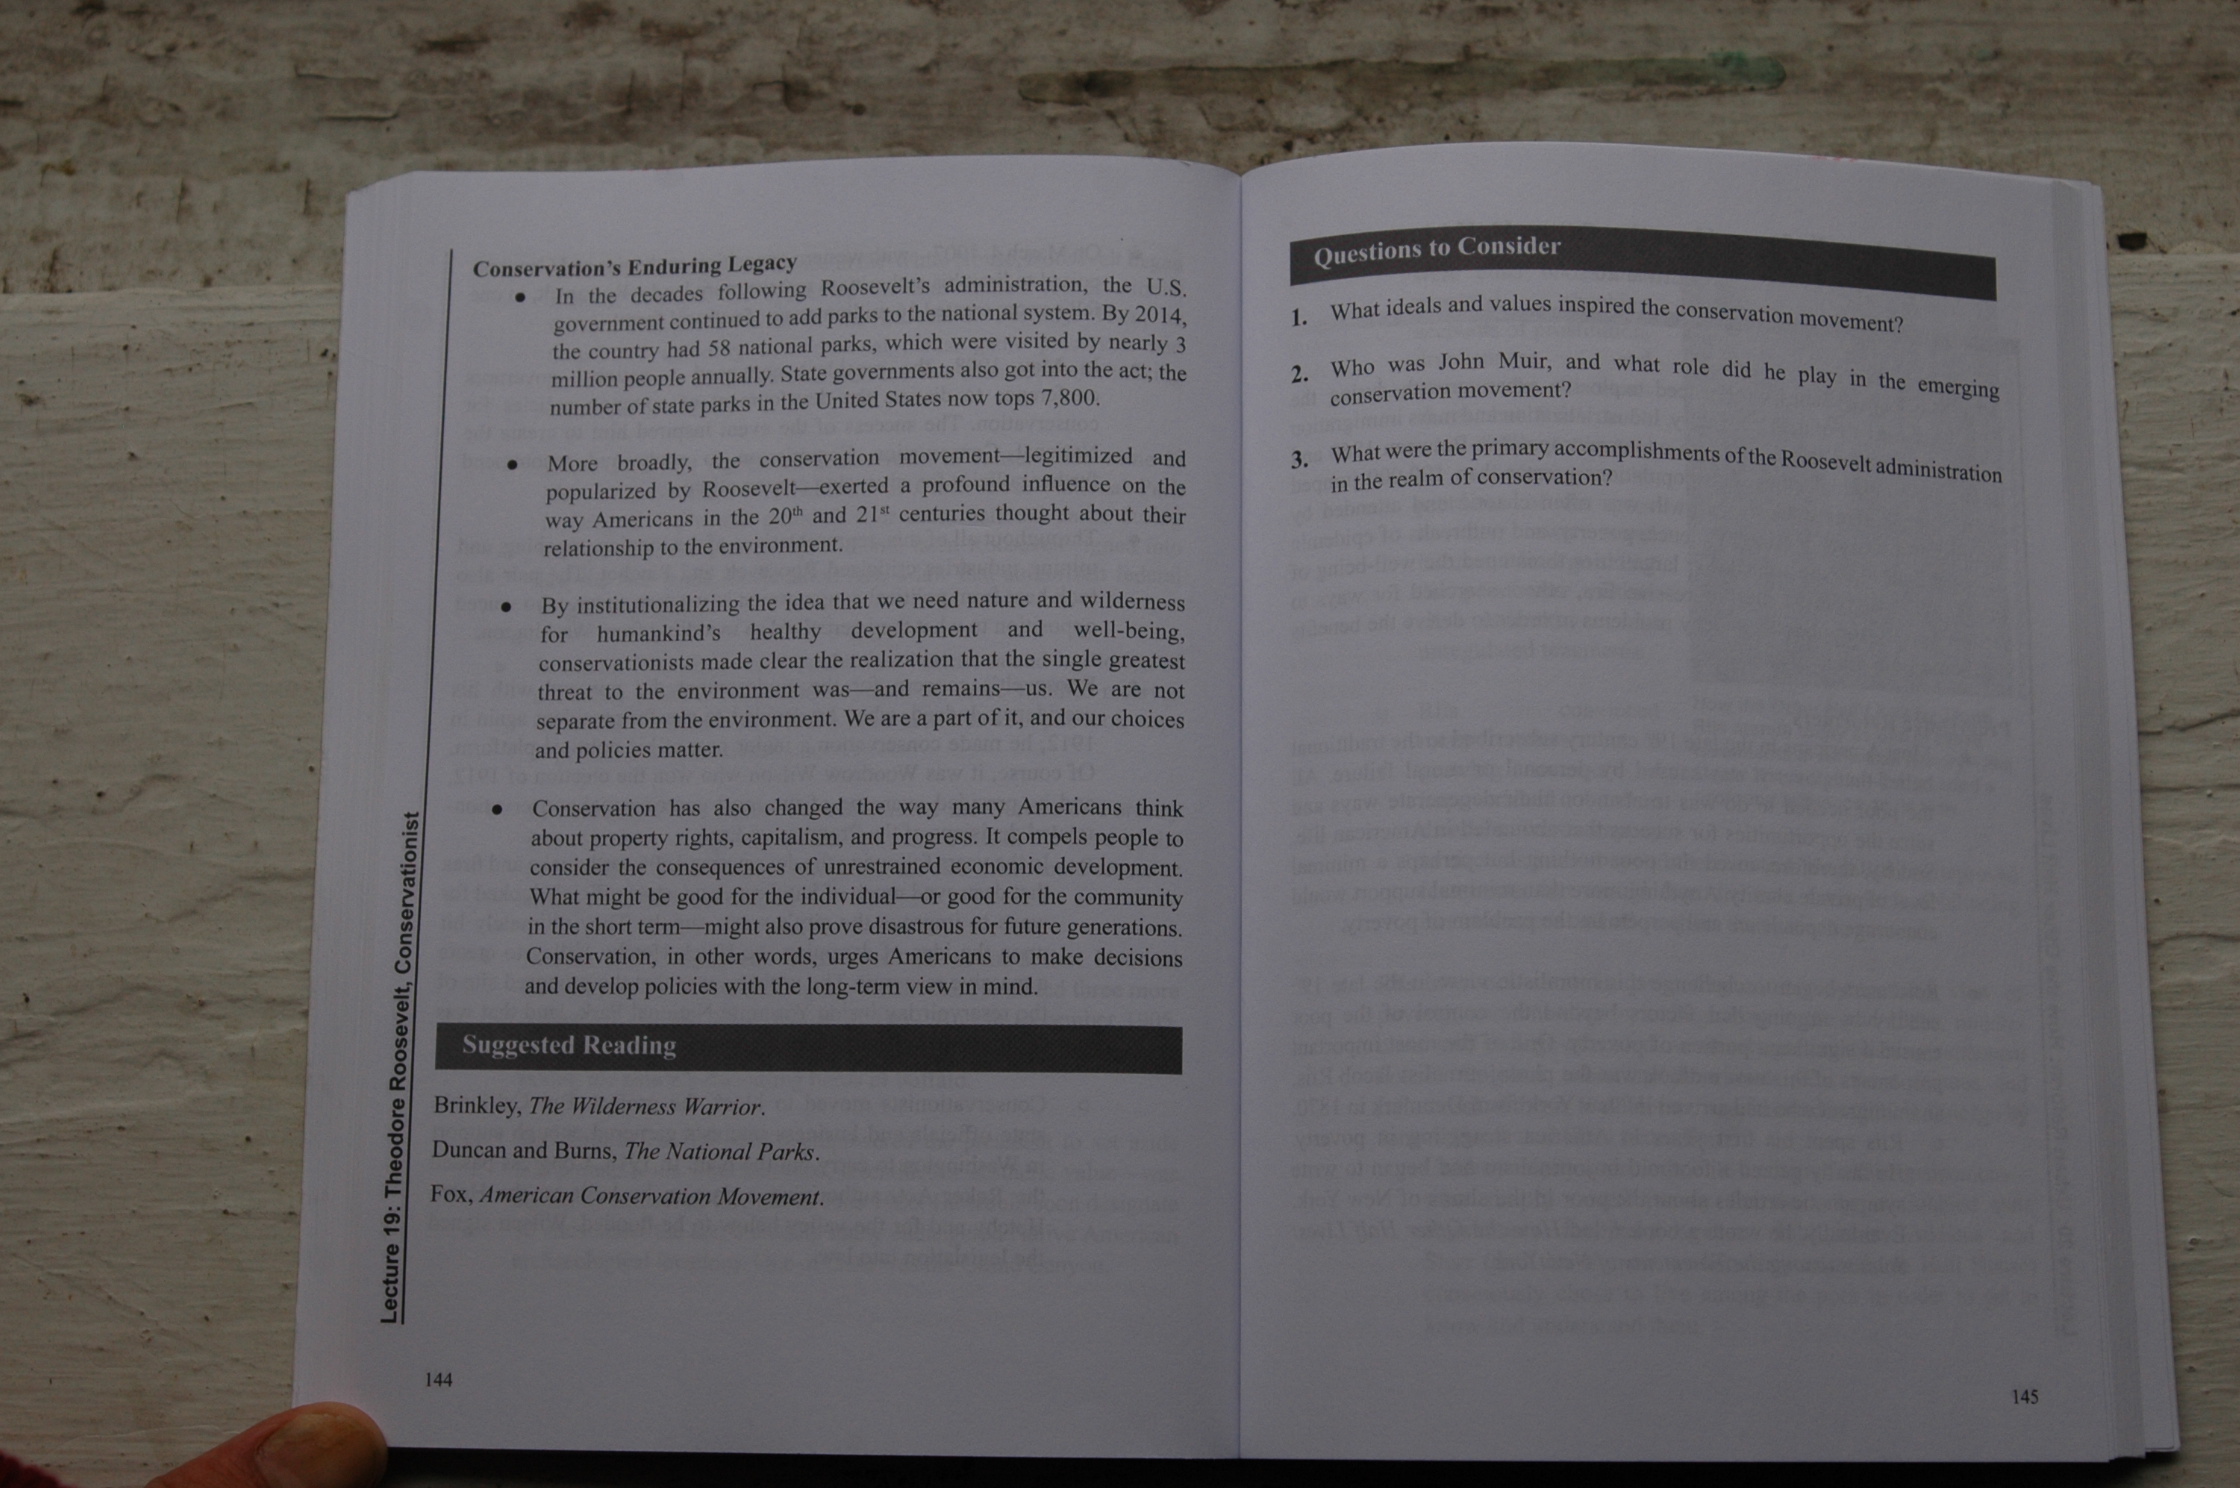 Conservation's Enduring Legacy
• In the decades following Roosevelt's administration, the U.S.
government continued to add parks to the national system. By 2014,
the country had 58 national parks, which were visited by nearly 3
million people annually. State governments also got into the act; the
number of state parks in the United States now tops 7,800.
• More broadly, the conservation movement—legitimized and
popularized by Roosevelt—exerted a profound influence on the
way Americans in the 20th and 21st centuries thought about their
relationship to the environment.
• By institutionalizing the idea that we need nature and wilderness
for humankind's healthy development and well-being,
conservationists made clear the realization that the single greatest
threat to the environment was—and remains—us. We are not
separate from the environment. We are a part of it, and our choices
and policies matter.
• Conservation has also changed the way many Americans think
about property rights, capitalism, and progress. It compels people to
consider the consequences of unrestrained economic development.
What might be good for the individual—or good for the community
in the short term—might also prove disastrous for future generations.
Conservation, in other words, urges Americans to make decisions
and develop policies with the long-term view in mind.
Suggested Reading
Brinkley, The Wilderness Warrior.
Duncan and Burns, The National Parks.
Fox, American Conservation Movement.
Lecture 19: Theodore Roosevelt, Conservationist
144
Questions to Consider
1. What ideals and values inspired the conservation movement?
2. Who was John Muir, and what role did he play in the emerging
conservation movement?
3. What were the primary accomplishments of the Roosevelt administration
in the realm of conservation?
145